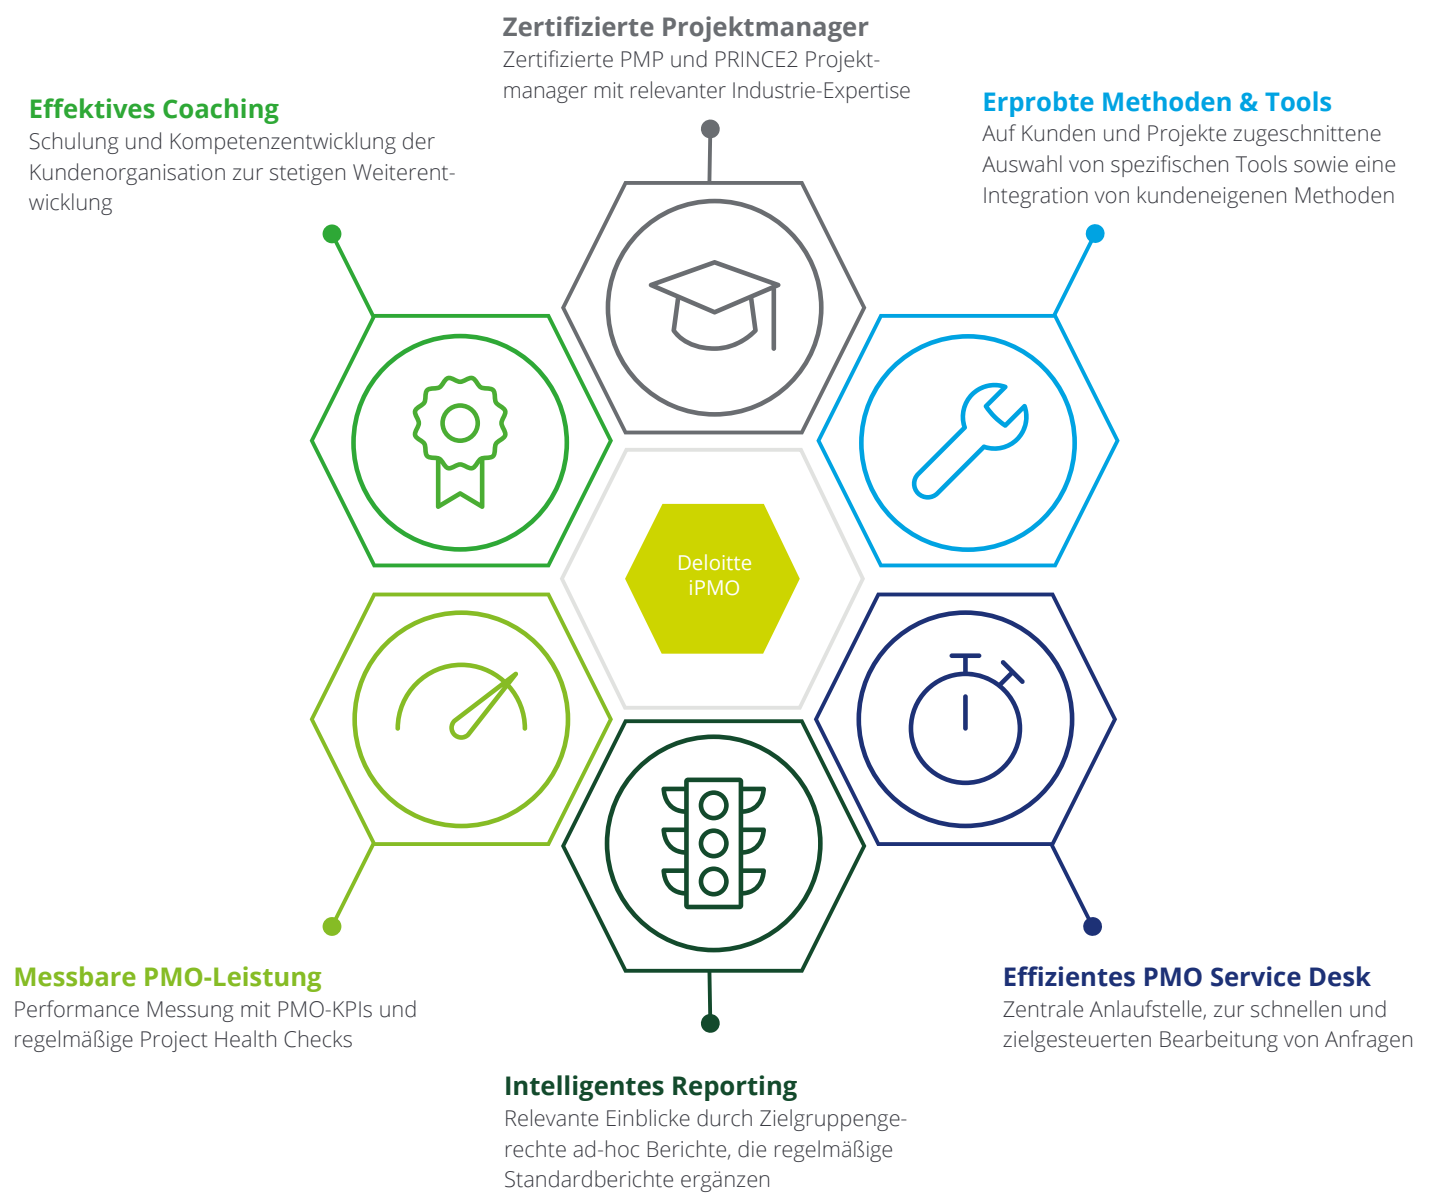 Zertifizierte Projektmanager
Zertifizierte PMP und PRINCE2 Projekt-
manager mit relevanter Industrie-Expertise
Effektives Coaching
Schulung und Kompetenzentwicklung der
Kundenorganisation zur stetigen Weiterent-
wicklung
Erprobte Methoden & Tools
Auf Kunden und Projekte zugeschnittene
Auswahl von spezifischen Tools sowie eine
Integration von kundeneigenen Methoden
Deloitte
iPMO
Messbare PMO-Leistung
Performance Messung mit PMO-KPIs und
regelmäßige Project Health Checks
Effizientes PMO Service Desk
Zentrale Anlaufstelle, zur schnellen und
zielgesteuerten Bearbeitung von Anfragen
Intelligentes Reporting
Relevante Einblicke durch Zielgruppenge-
rechte ad-hoc Berichte, die regelmäßige
Standardberichte ergänzen